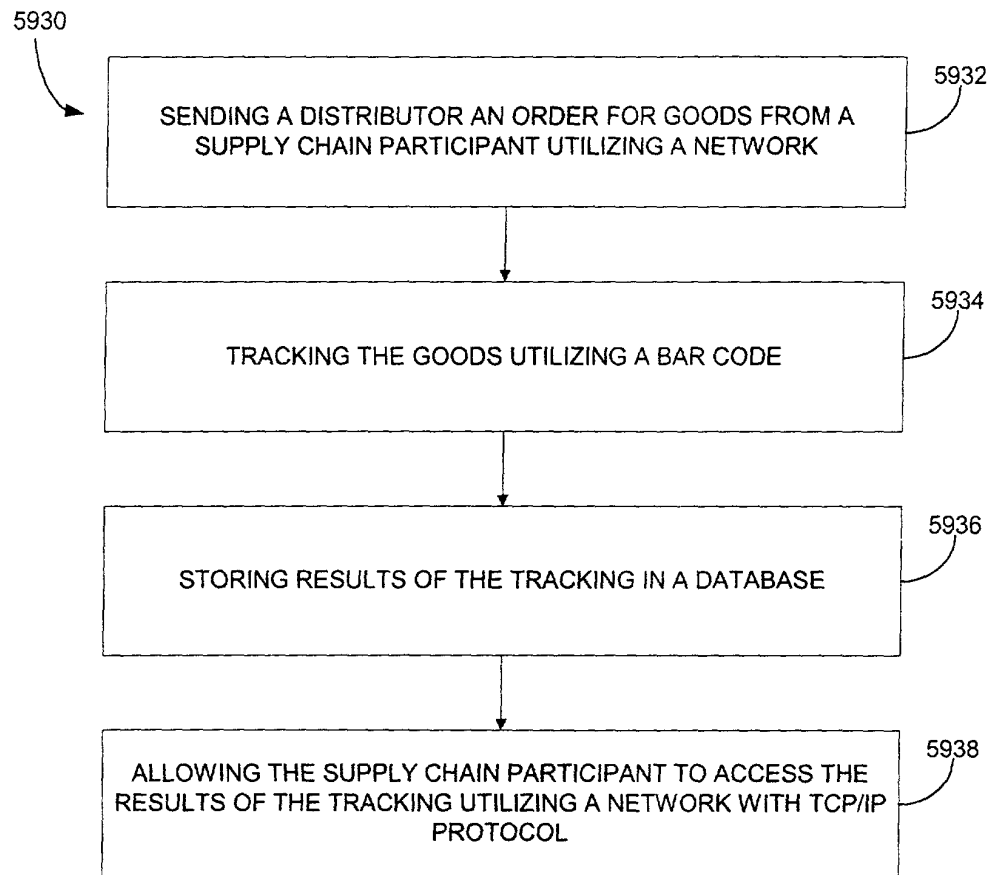 5930
5932
SENDING A DISTRIBUTOR AN ORDER FOR GOODS FROM A
SUPPLY CHAIN PARTICIPANT UTILIZING A NETWORK
5934
TRACKING THE GOODS UTILIZING A BAR CODE
5936
STORING RESULTS OF THE TRACKING IN A DATABASE
5938
ALLOWING THE SUPPLY CHAIN PARTICIPANT TO ACCESS THE
RESULTS OF THE TRACKING UTILIZING A NETWORK WITH TCP/IP
PROTOCOL